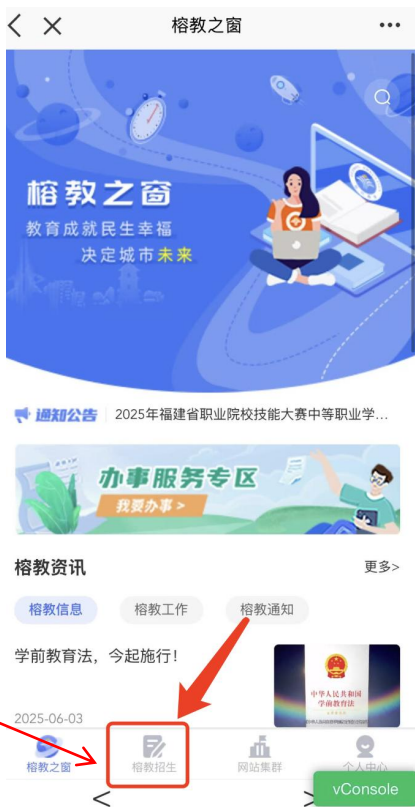 榕教之窗
榕教之窗
教育成就民生幸福
决定城市未来
通知公告
2025年福建省职业院校技能大赛中等职业学...
办事服务专区
我要办事 >
榕教资讯
更多>
榕教信息
榕教工作
榕教通知
学前教育法，今起施行！
中华人民共和国
学前教育法
2025-06-03
榕教之窗
榕教招生
网站集群
个人中心
vConsole